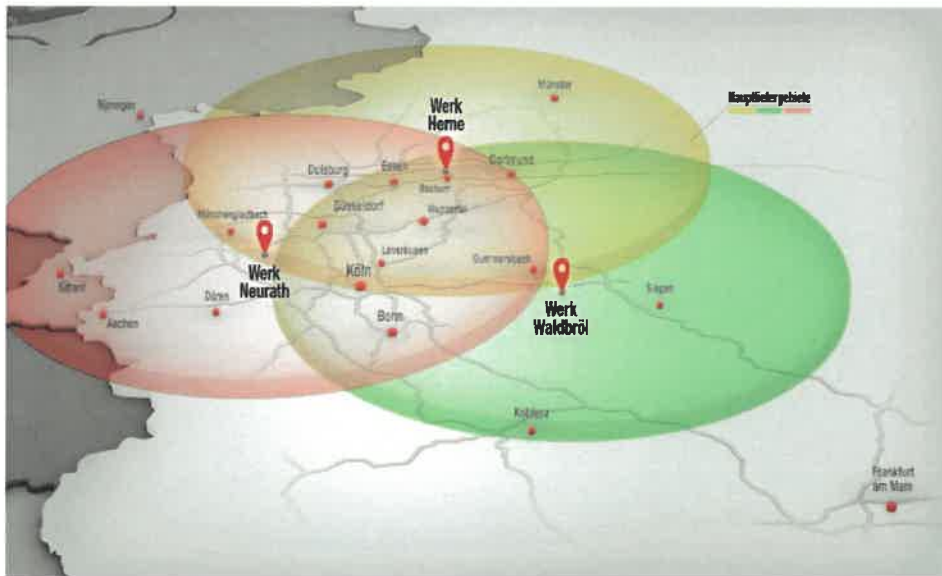 Münster
Hauptliefergebiete
Nijmegen
Werk
Herne
Duisburg
Essen
Dortmund
Bochum
Mönchengladbach
Düsseldorf
Wuppertal
Werk
Neurath
Leverkusen
Gummersbach
Köln
Werk
Waldbröl
Siegen
Sittard
Düren
Aachen
Bonn
Koblenz
Frankfurt
am Main